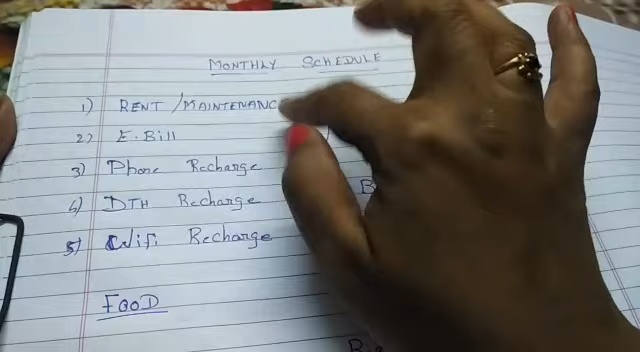 MONTHLY SCHEDULE
1) RENT /MAINTENANC
2) E.Bill
3) Phone Recharge
4) DTH Recharge
5) Wifi Recharge
FOOD